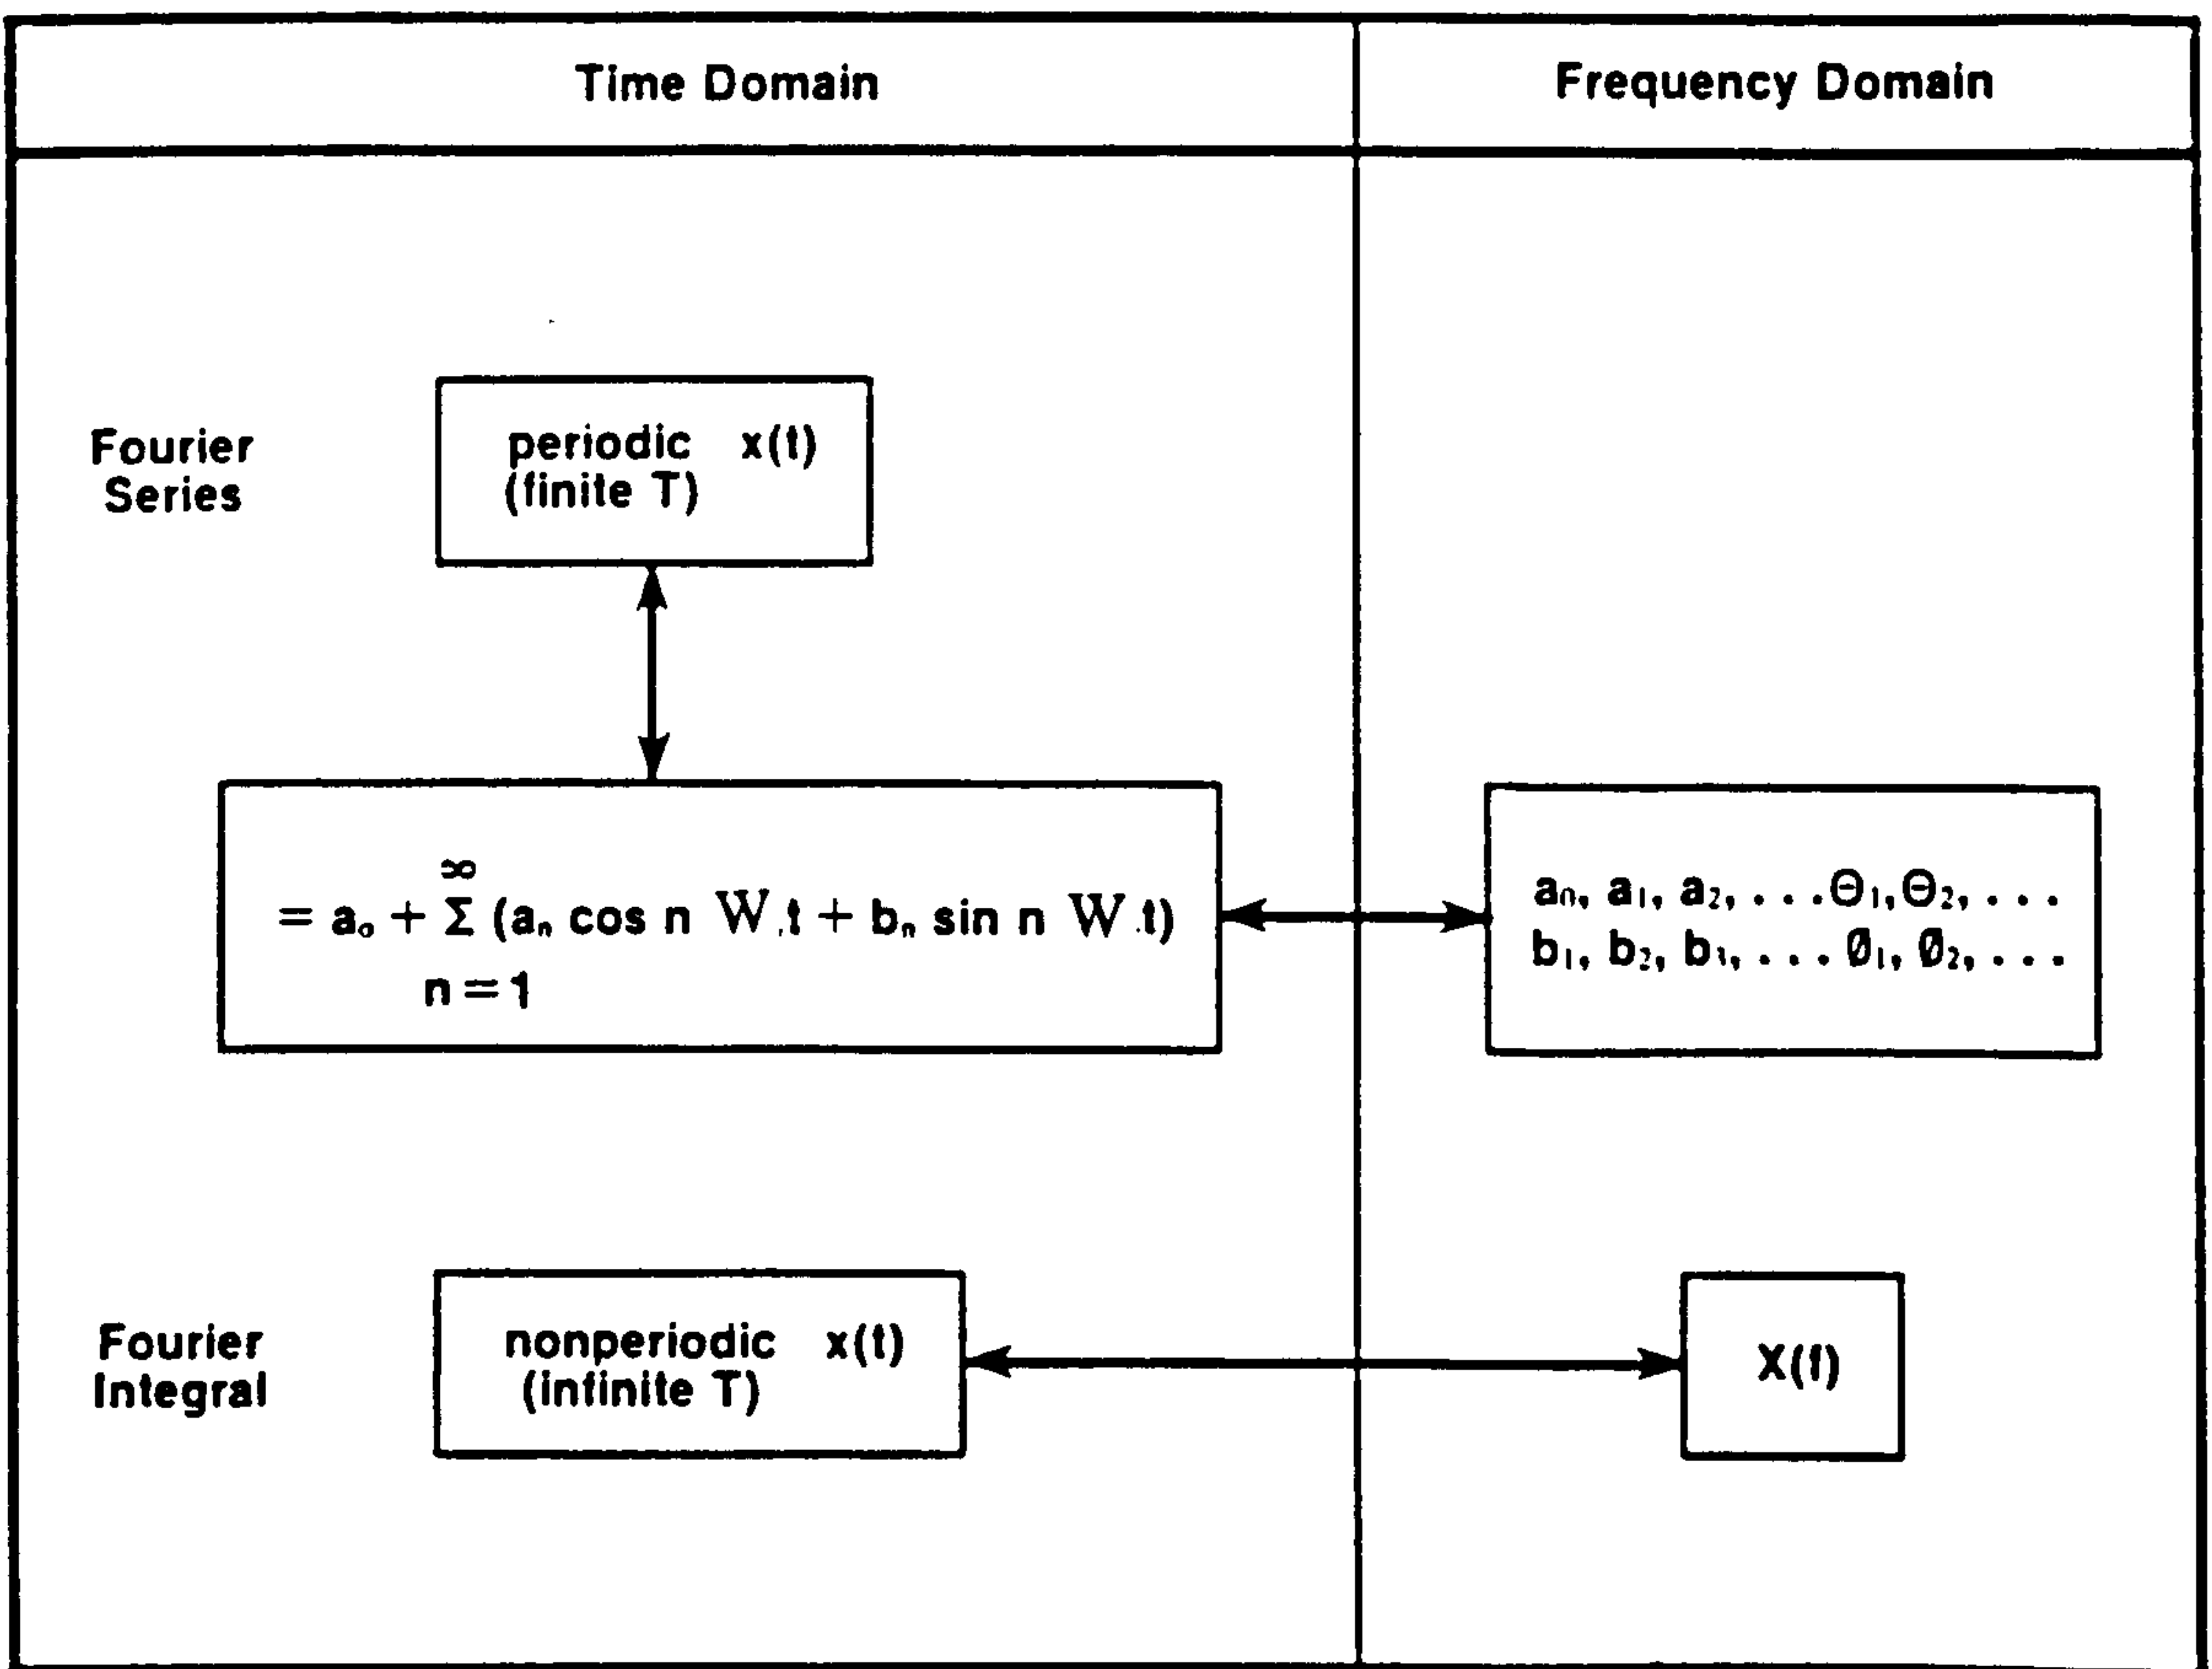 Time Domain
Frequency Domain
Fourier
Series
periodic x(t)
(finite T)
∞
= a₀ + Σ (aₙ cos n W.t + bₙ sin n W.t)
n = 1
a₀, a₁, a₂, . . . Θ₁, Θ₂, . . .
b₁, b₂, b₃, . . . Ø₁, Ø₂, . . .
Fourier
Integral
nonperiodic x(t)
(infinite T)
X(f)